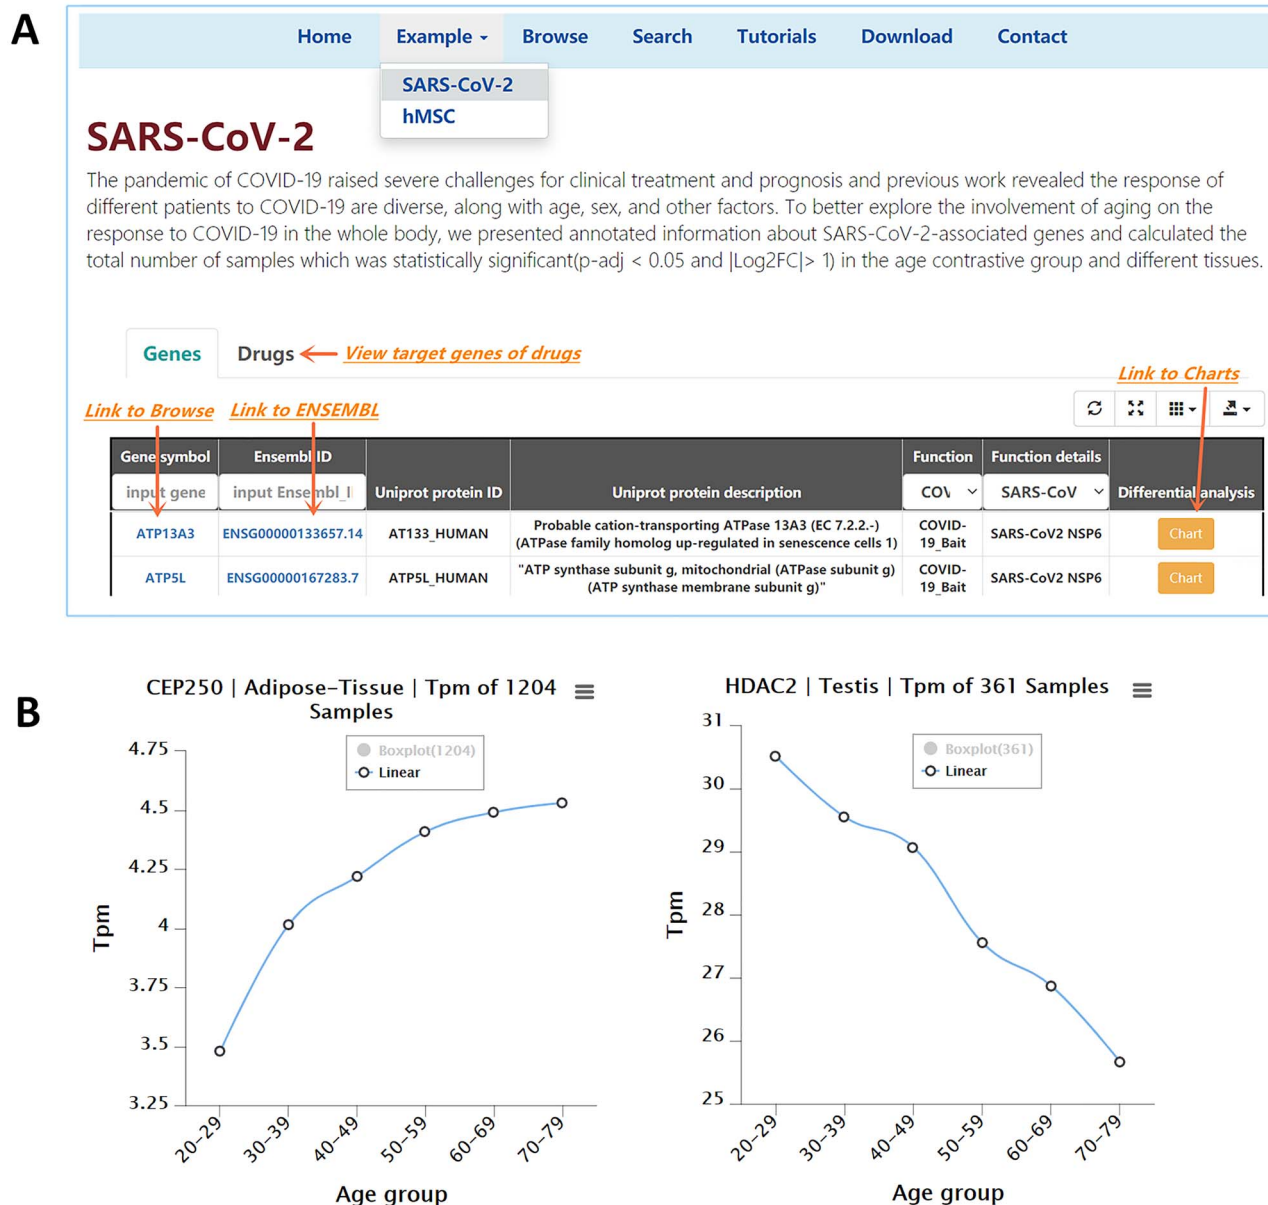 A
Home Example Browse Search Tutorials Download Contact
SARS-CoV-2
hMSC
SARS-CoV-2
The pandemic of COVID-19 raised severe challenges for clinical treatment and prognosis and previous work revealed the response of
different patients to COVID-19 are diverse, along with age, sex, and other factors. To better explore the involvement of aging on the
response to COVID-19 in the whole body, we presented annotated information about SARS-CoV-2-associated genes and calculated the
total number of samples which was statistically significant(p-adj < 0.05 and |Log2FC|> 1) in the age contrastive group and different tissues.
Genes Drugs View target genes of drugs
Link to Charts
Link to Browse Link to ENSEMBL
Gene symbol Ensembl ID Function Function details
input gene input Ensembl_I Uniprot protein ID Uniprot protein description COV SARS-CoV Differential analysis
ATP13A3 ENSG00000133657.14 AT133_HUMAN Probable cation-transporting ATPase 13A3 (EC 7.2.2.-) COVID- SARS-CoV2 NSP6 Chart
(ATPase family homolog up-regulated in senescence cells 1) 19_Bait
ATP5L ENSG00000167283.7 ATP5L_HUMAN "ATP synthase subunit g, mitochondrial (ATPase subunit g) COVID- SARS-CoV2 NSP6 Chart
(ATP synthase membrane subunit g)" 19_Bait
B
CEP250 | Adipose-Tissue | Tpm of 1204
Samples
4.75
Boxplot(1204)
Linear
4.5
4.25
4
3.75
3.5
3.25
Tpm
20-29 30-39 40-49 50-59 60-69 70-79
Age group
HDAC2 | Testis | Tpm of 361 Samples
31
Boxplot(361)
Linear
30
29
28
27
26
25
Tpm
20-29 30-39 40-49 50-59 60-69 70-79
Age group